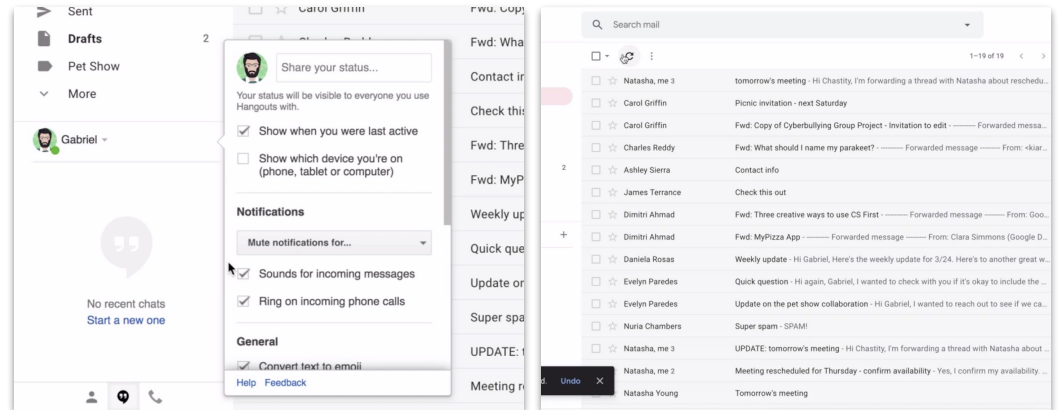 Sent
Drafts 2
Pet Show
More
Gabriel
No recent chats
Start a new one
Carol Griffin
Fwd: Copy
Fwd: Wha
Contact in
Check this
Fwd: Thre
Fwd: MyP
Weekly up
Quick que
Update on
Super spa
UPDATE: t
Meeting re
Share your status...
Your status will be visible to everyone you use
Hangouts with.
Show when you were last active
Show which device you're on
(phone, tablet or computer)
Notifications
Mute notifications for...
Sounds for incoming messages
Ring on incoming phone calls
General
Convert text to emoji
Help Feedback
Search mail
1–19 of 19
Natasha, me 3 tomorrow's meeting - Hi Chastity, I'm forwarding a thread with Natasha about reschedu...
Carol Griffin Picnic invitation - next Saturday
Carol Griffin Fwd: Copy of Cyberbullying Group Project - Invitation to edit - ---------- Forwarded messa...
Charles Reddy Fwd: What should I name my parakeet? - ---------- Forwarded message ---------- From: <kiar...
2 Ashley Sierra Contact info
James Terrance Check this out
Dimitri Ahmad Fwd: Three creative ways to use CS First - ---------- Forwarded message ---------- From: Goo...
Dimitri Ahmad Fwd: MyPizza App - ---------- Forwarded message ---------- From: Clara Simmons (Google D...
Daniela Rosas Weekly update - Hi Gabriel, Here's the weekly update for 3/24. Here's to another great w...
Evelyn Paredes Quick question - Hi again, Gabriel, I wanted to check with you if it's okay to include the ...
Evelyn Paredes Update on the pet show collaboration - Hi Gabriel, I wanted to reach out to see if we ca...
Nuria Chambers Super spam - SPAM!
Natasha, me 3 UPDATE: tomorrow's meeting - Hi Chastity, I'm forwarding a thread with Natasha about ...
Natasha, me 2 Meeting rescheduled for Thursday - confirm availability - Yes, I confirm my availability. ...
Natasha Young Tomorrow's meeting
d. Undo